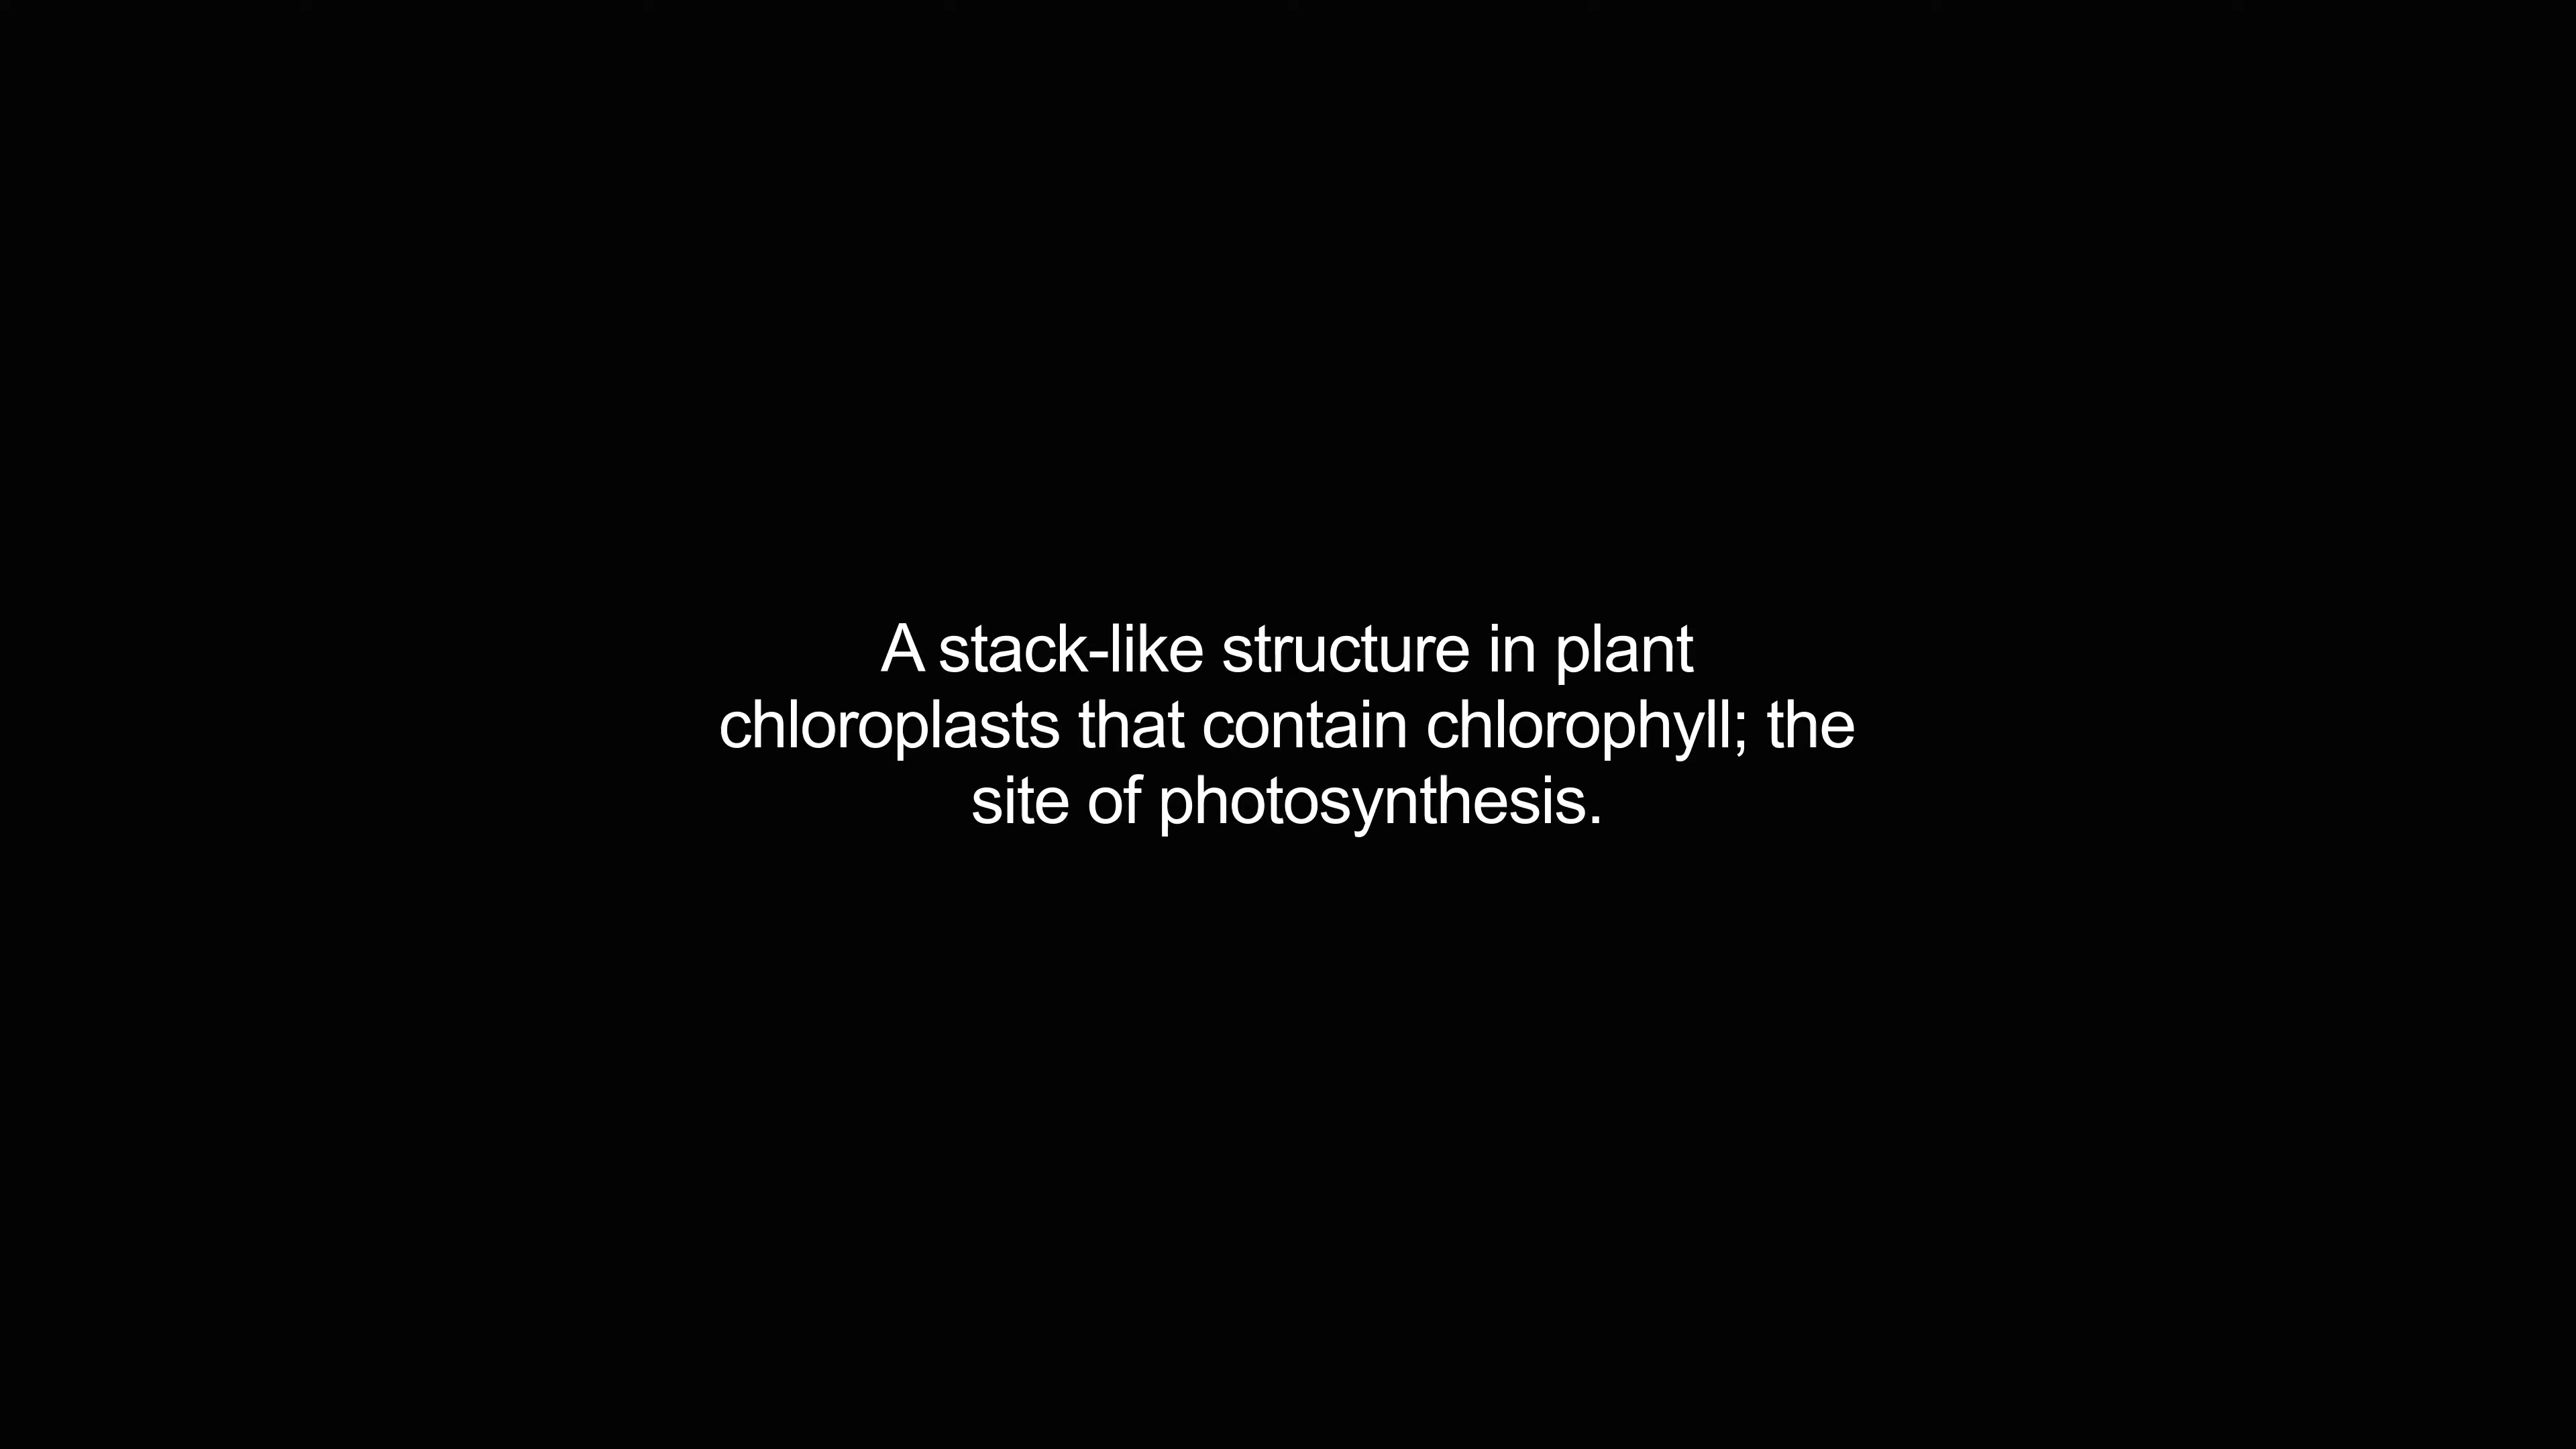 A stack-like structure in plant
chloroplasts that contain chlorophyll; the
site of photosynthesis.